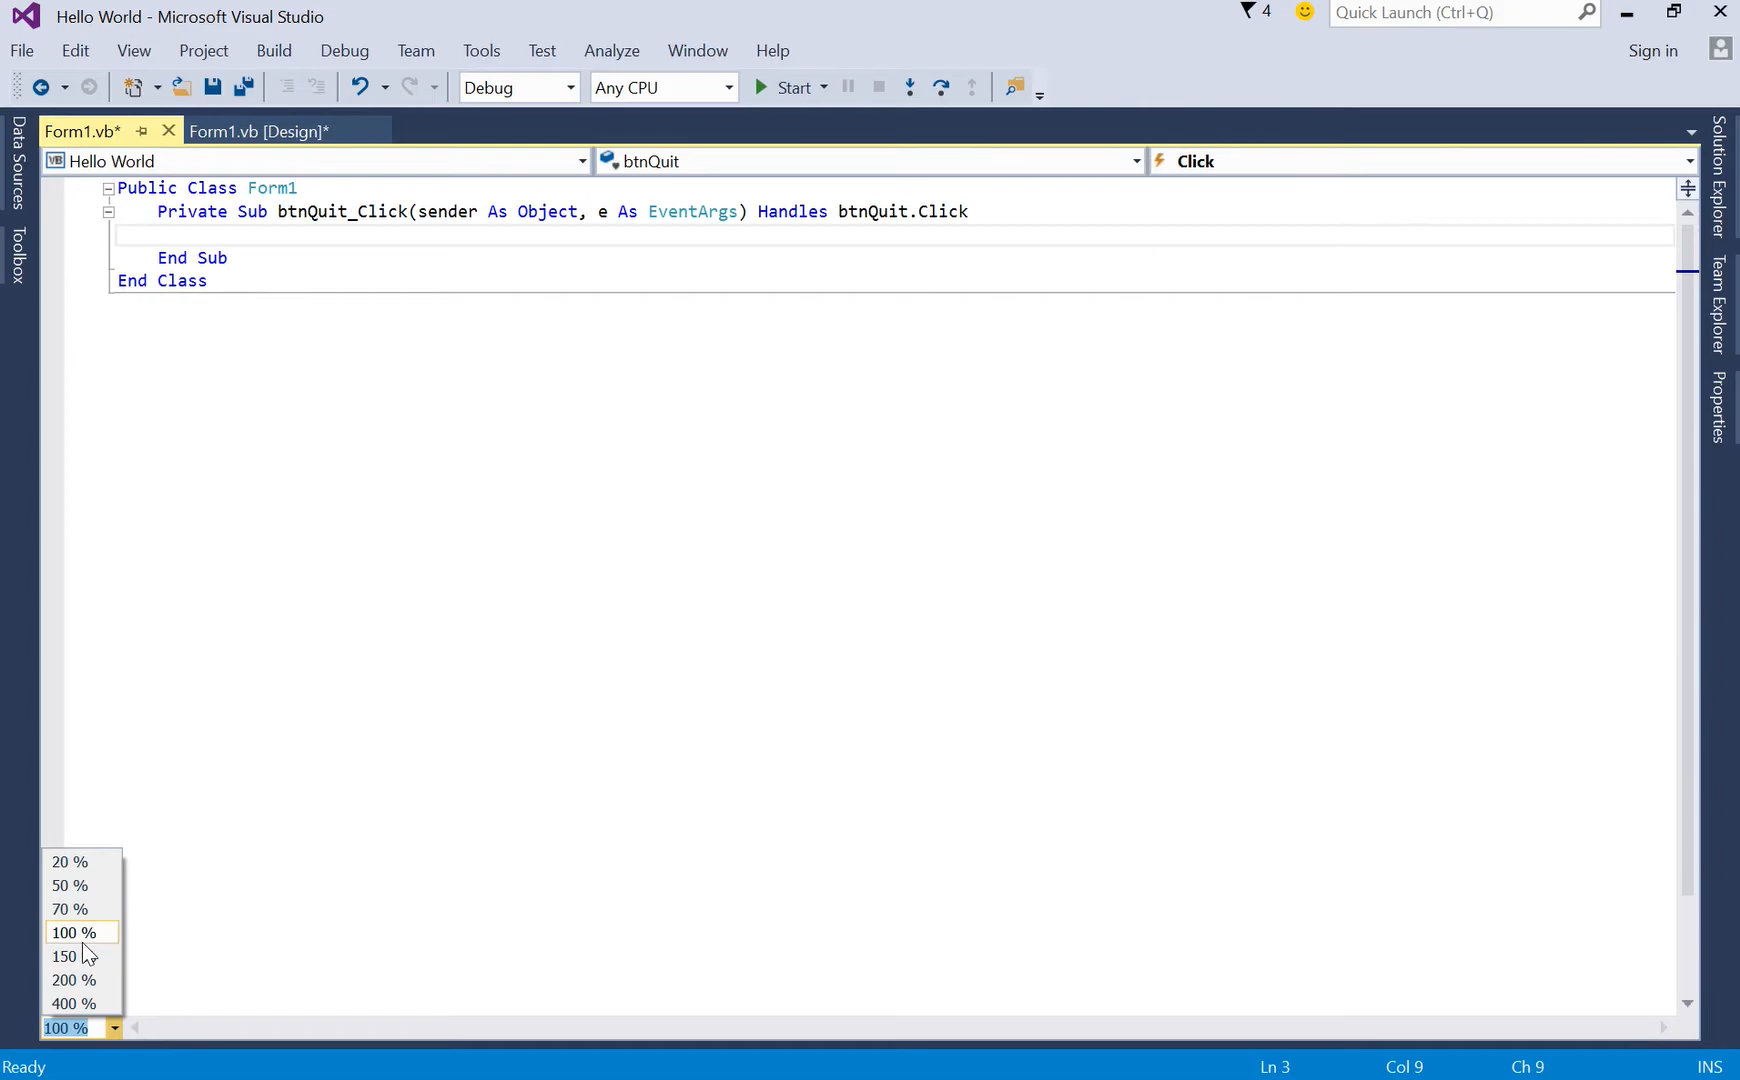 Hello World - Microsoft Visual Studio
4
Quick Launch (Ctrl+Q)
File Edit View Project Build Debug Team Tools Test Analyze Window Help
Sign in
Debug Any CPU Start
Form1.vb* Form1.vb [Design]*
VB Hello World btnQuit Click
Public Class Form1
Private Sub btnQuit_Click(sender As Object, e As EventArgs) Handles btnQuit.Click
End Sub
End Class
Data Sources
Toolbox
Solution Explorer
Team Explorer
Properties
20 %
50 %
70 %
100 %
150
200 %
400 %
100 %
Ready Ln 3 Col 9 Ch 9 INS